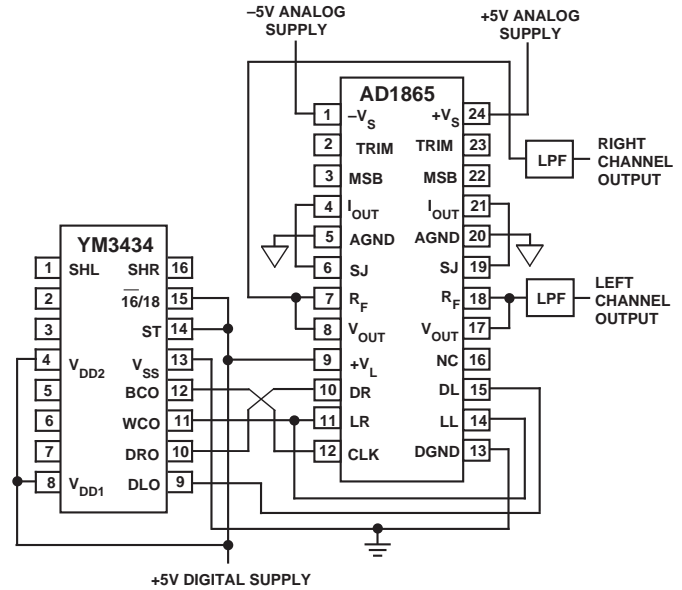 –5V ANALOG
SUPPLY
+5V ANALOG
SUPPLY
AD1865
1 –VS
+VS 24
2 TRIM
TRIM 23
3 MSB
MSB 22
4 IOUT
IOUT 21
5 AGND
AGND 20
6 SJ
SJ 19
7 RF
RF 18
8 VOUT
VOUT 17
9 +VL
NC 16
10 DR
DL 15
11 LR
LL 14
12 CLK
DGND 13
LPF
RIGHT
CHANNEL
OUTPUT
LPF
LEFT
CHANNEL
OUTPUT
YM3434
1 SHL
SHR 16
2
16/18 15
3
ST 14
4 VDD2
VSS 13
5
BCO 12
6
WCO 11
7
DRO 10
8 VDD1
DLO 9
+5V DIGITAL SUPPLY